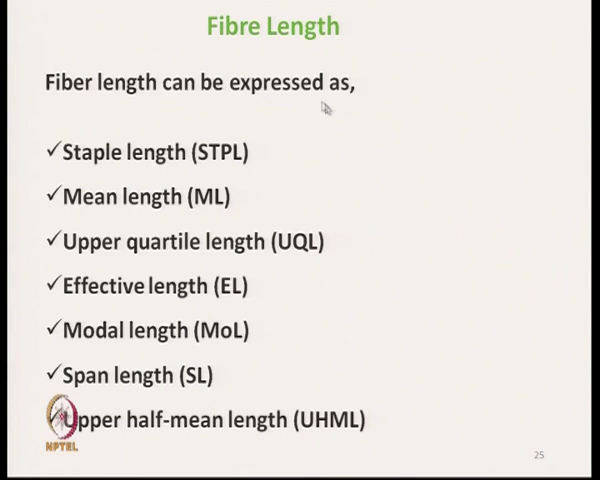 Fibre Length
Fiber length can be expressed as,
✓Staple length (STPL)
✓Mean length (ML)
✓Upper quartile length (UQL)
✓Effective length (EL)
✓Modal length (MoL)
✓Span length (SL)
✓Upper half-mean length (UHML)
NPTEL
25